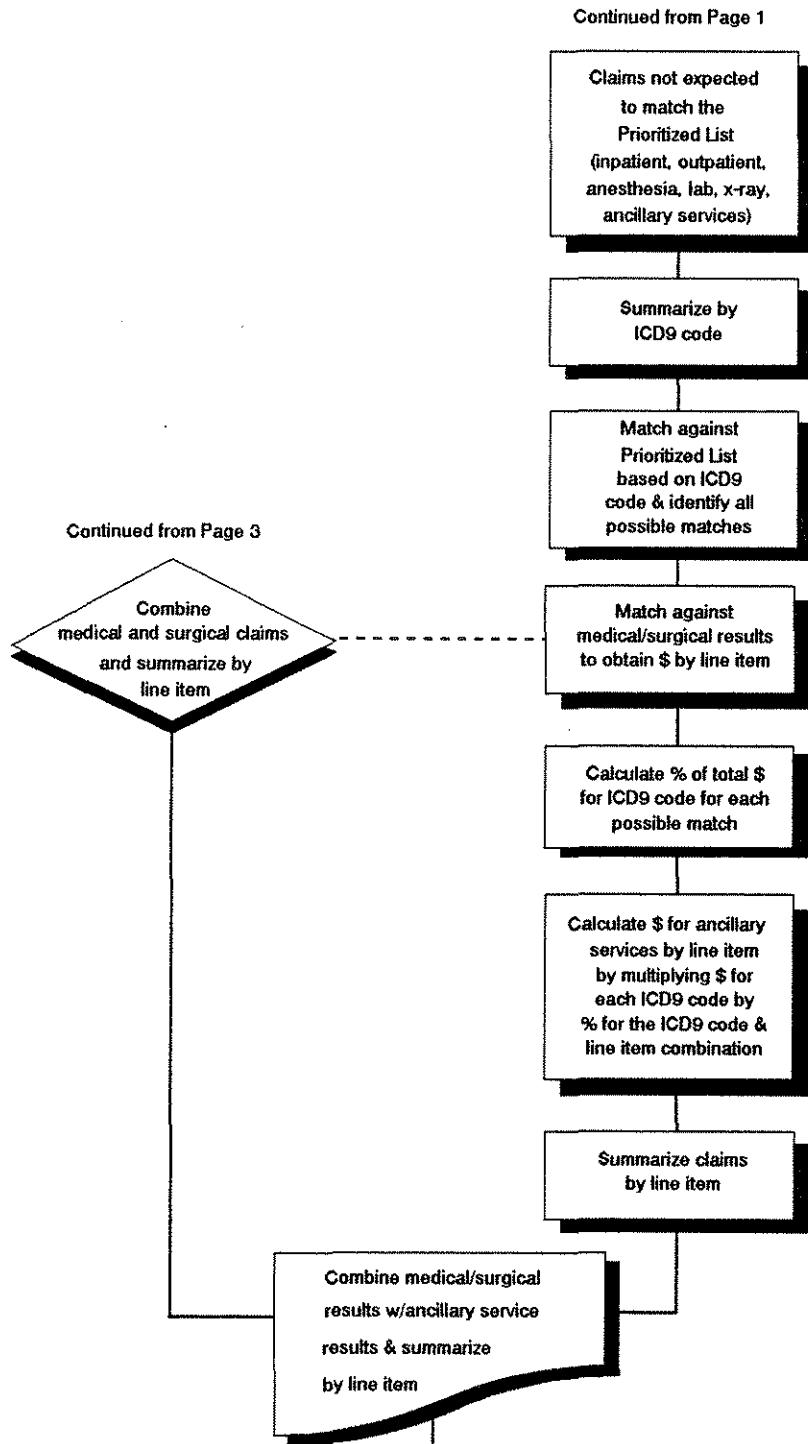 Continued from Page 1
Claims not expected
to match the
Prioritized List
(inpatient, outpatient,
anesthesia, lab, x-ray,
ancillary services)
Summarize by
ICD9 code
Match against
Prioritized List
based on ICD9
code & identify all
possible matches
Continued from Page 3
Combine
medical and surgical claims
and summarize by
line item
Match against
medical/surgical results
to obtain $ by line item
Calculate % of total $
for ICD9 code for each
possible match
Calculate $ for ancillary
services by line item
by multiplying $ for
each ICD9 code by
% for the ICD9 code &
line item combination
Summarize claims
by line item
Combine medical/surgical
results w/ancillary service
results & summarize
by line item